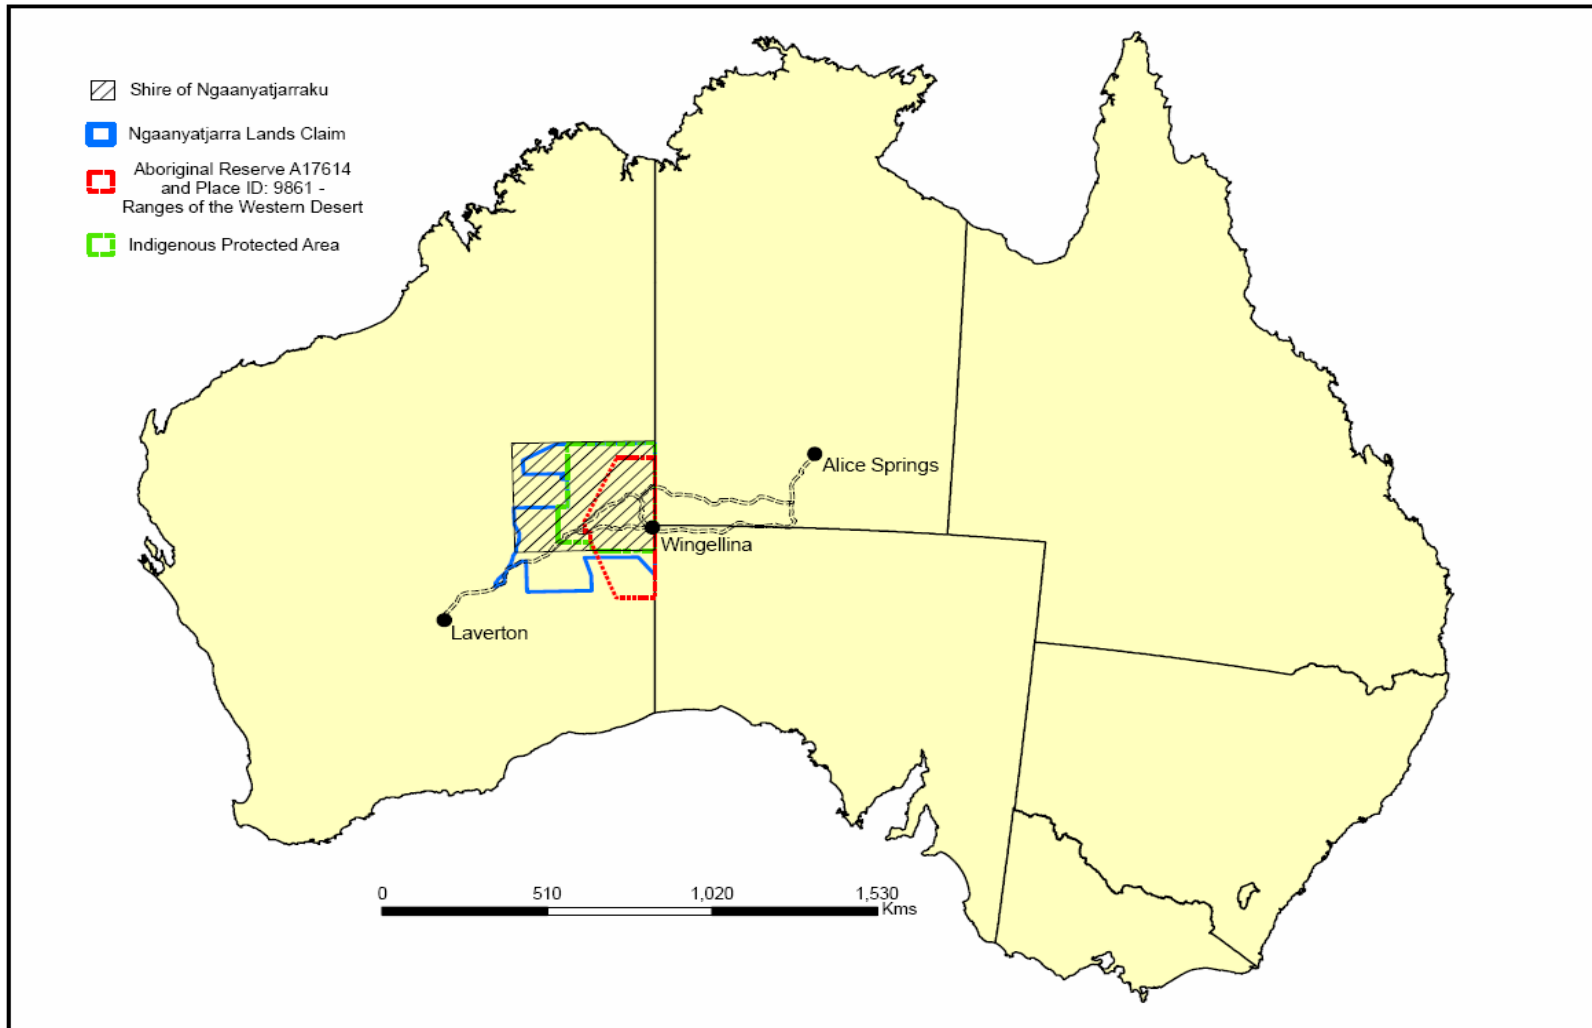 Shire of Ngaanyatjarraku
Ngaanyatjarra Lands Claim
Aboriginal Reserve A17614
and Place ID: 9861 -
Ranges of the Western Desert
Indigenous Protected Area
Alice Springs
Wingellina
Laverton
0 510 1,020 1,530
Kms